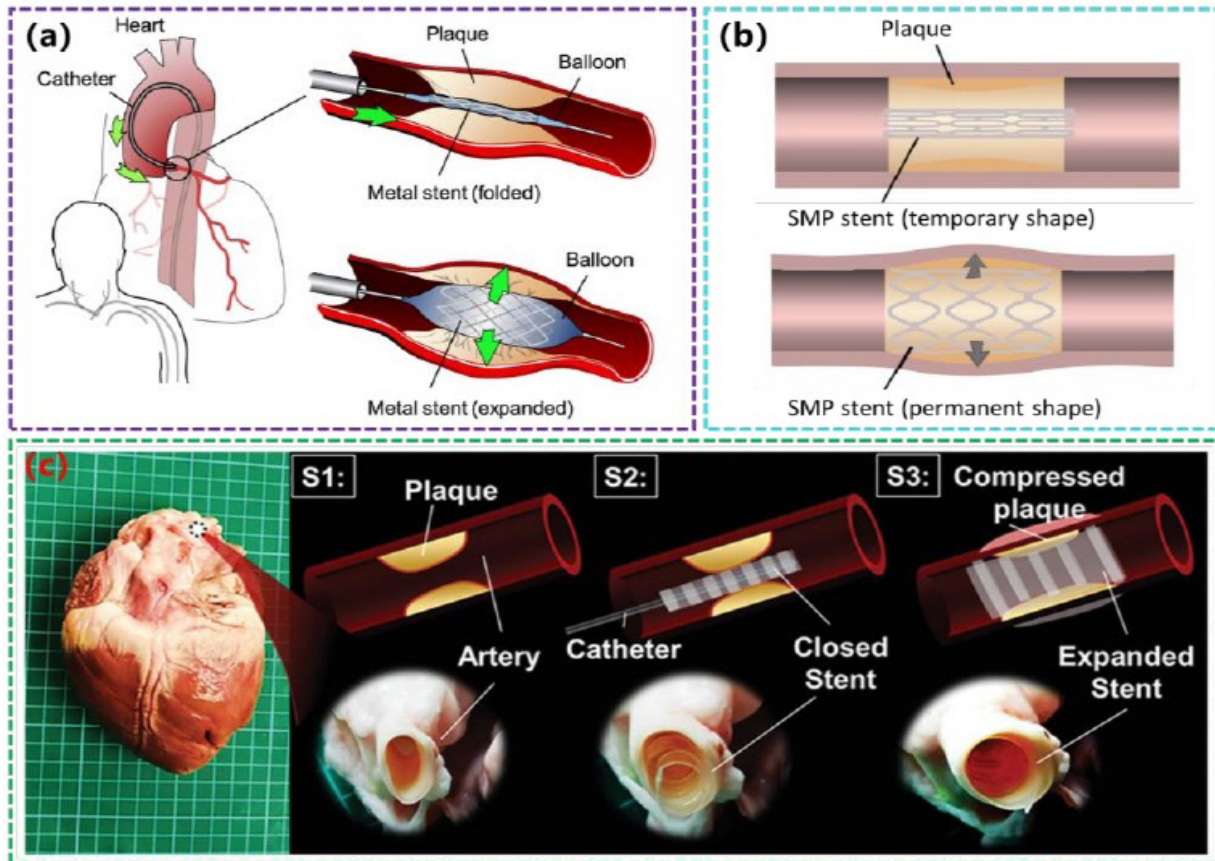 (a)
Heart
Catheter
Plaque
Balloon
Metal stent (folded)
Balloon
Metal stent (expanded)
(b)
Plaque
SMP stent (temporary shape)
SMP stent (permanent shape)
(c)
S1:
Plaque
Artery
S2:
Catheter
Closed
Stent
S3:
Compressed
plaque
Expanded
Stent